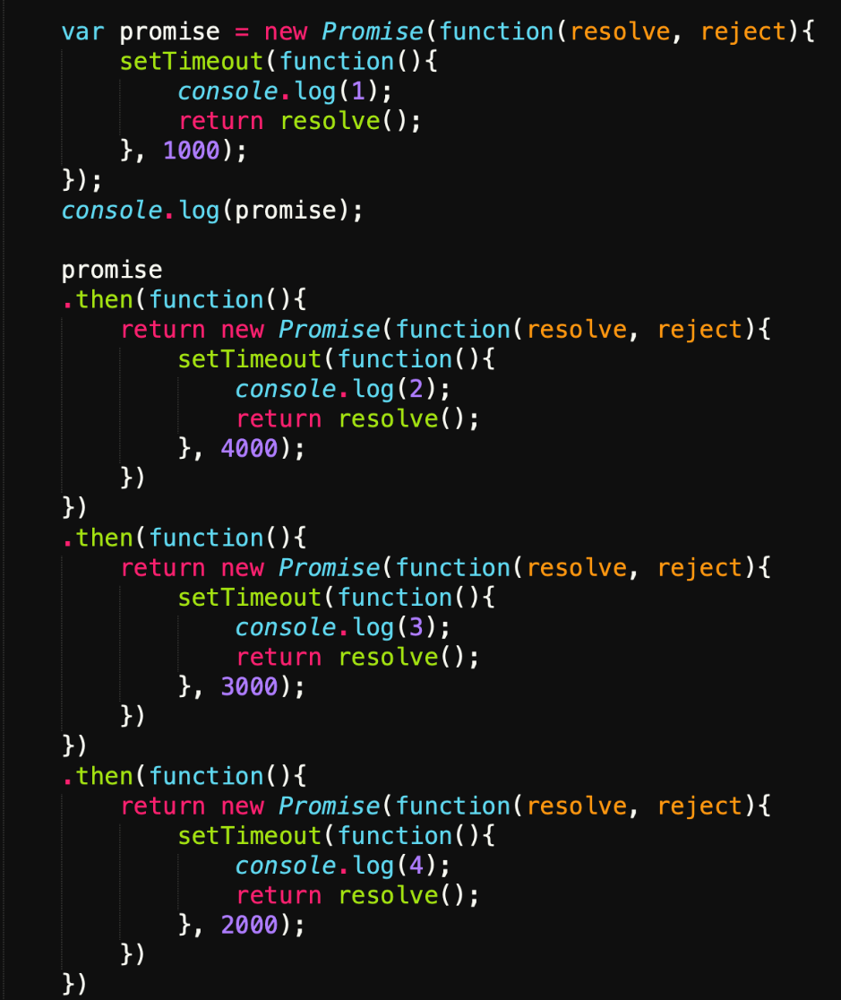 var promise = new Promise(function(resolve, reject){
    setTimeout(function(){
        console.log(1);
        return resolve();
    }, 1000);
});
console.log(promise);

promise
.then(function(){
    return new Promise(function(resolve, reject){
        setTimeout(function(){
            console.log(2);
            return resolve();
        }, 4000);
    })
})
.then(function(){
    return new Promise(function(resolve, reject){
        setTimeout(function(){
            console.log(3);
            return resolve();
        }, 3000);
    })
})
.then(function(){
    return new Promise(function(resolve, reject){
        setTimeout(function(){
            console.log(4);
            return resolve();
        }, 2000);
    })
})